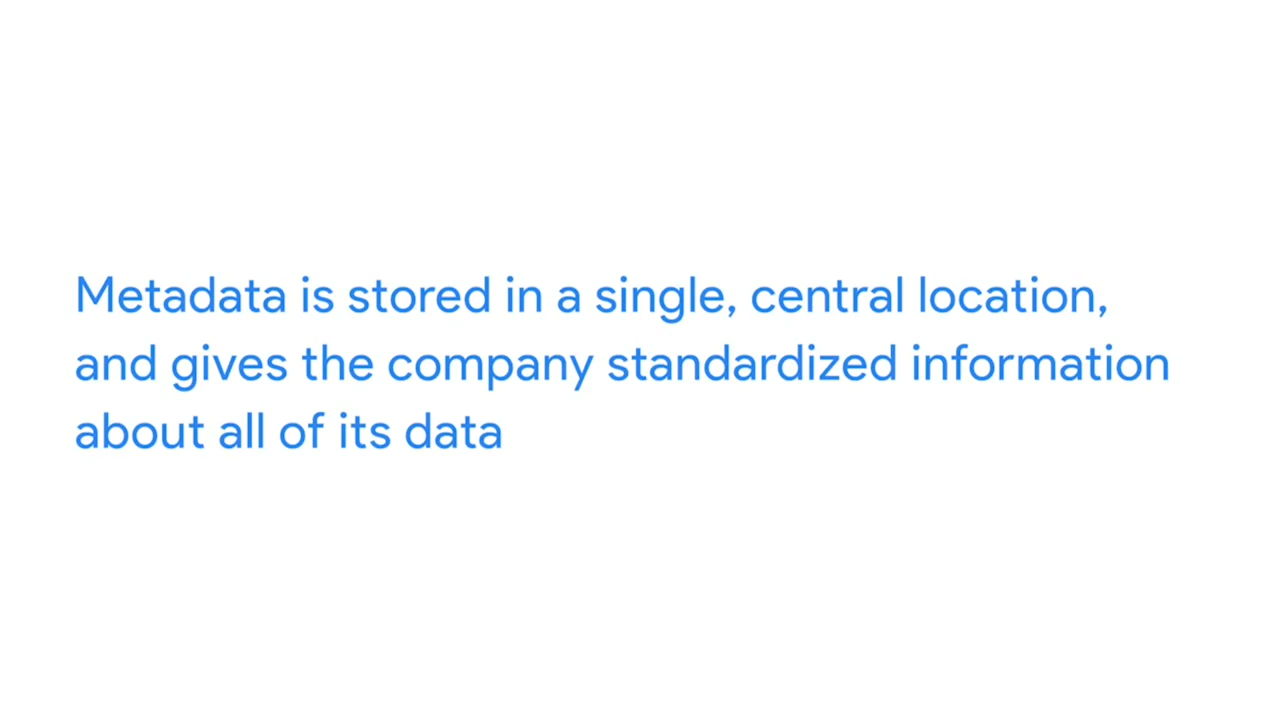 Metadata is stored in a single, central location,
and gives the company standardized information
about all of its data